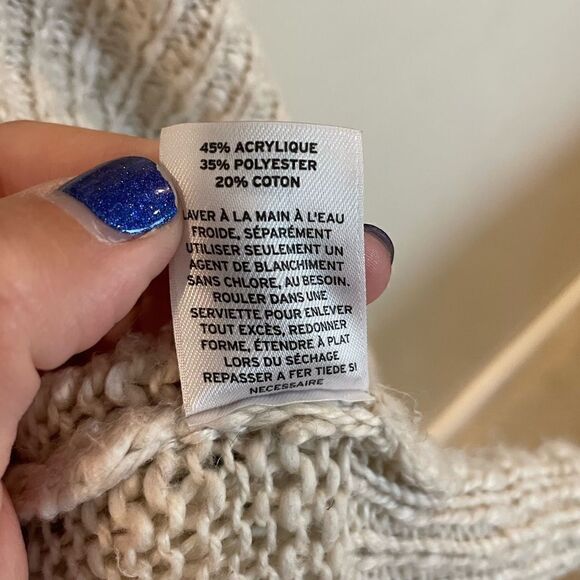 45% ACRYLIQUE
35% POLYESTER
20% COTON
LAVER À LA MAIN À L'EAU
FROIDE, SÉPARÉMENT
UTILISER SEULEMENT UN
AGENT DE BLANCHIMENT
SANS CHLORE, AU BESOIN.
ROULER DANS UNE
SERVIETTE POUR ENLEVER
TOUT EXCÈS, REDONNER
FORME, ÉTENDRE À PLAT
LORS DU SÉCHAGE
REPASSER A FER TIEDE SI
NECESSAIRE